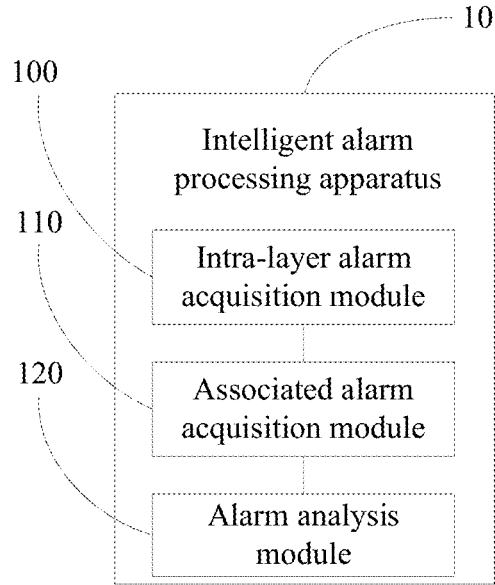 10
100
Intelligent alarm
processing apparatus
110
Intra-layer alarm
acquisition module
120
Associated alarm
acquisition module
Alarm analysis
module